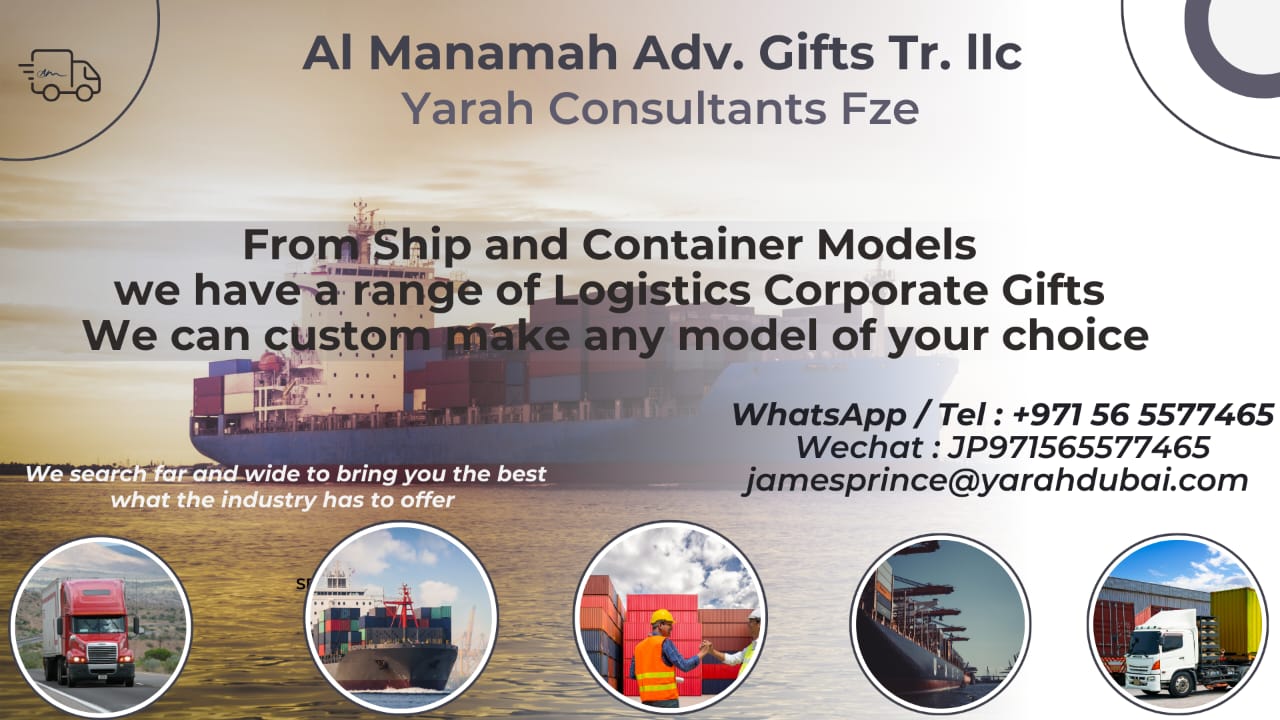 Al Manamah Adv. Gifts Tr. llc
Yarah Consultants Fze
From Ship and Container Models
we have a range of Logistics Corporate Gifts
We can custom make any model of your choice
WhatsApp / Tel : +971 56 5577465
Wechat : JP971565577465
jamesprince@yarahdubai.com
We search far and wide to bring you the best
what the industry has to offer